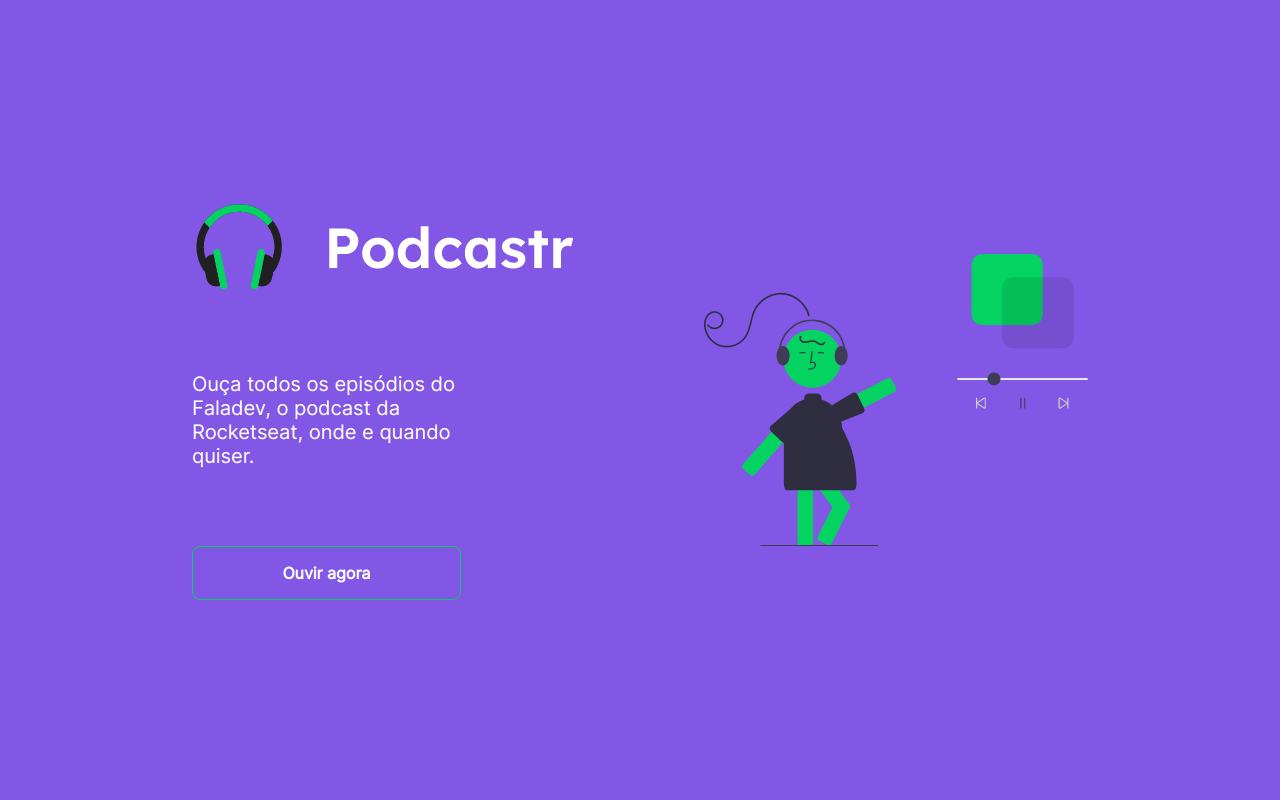 Podcastr
Ouça todos os episódios do
Faladev, o podcast da
Rocketseat, onde e quando
quiser.
Ouvir agora